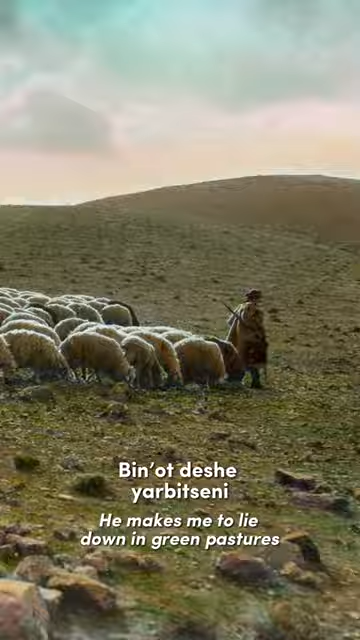 Bin’ot deshe
yarbitseni
He makes me to lie
down in green pastures